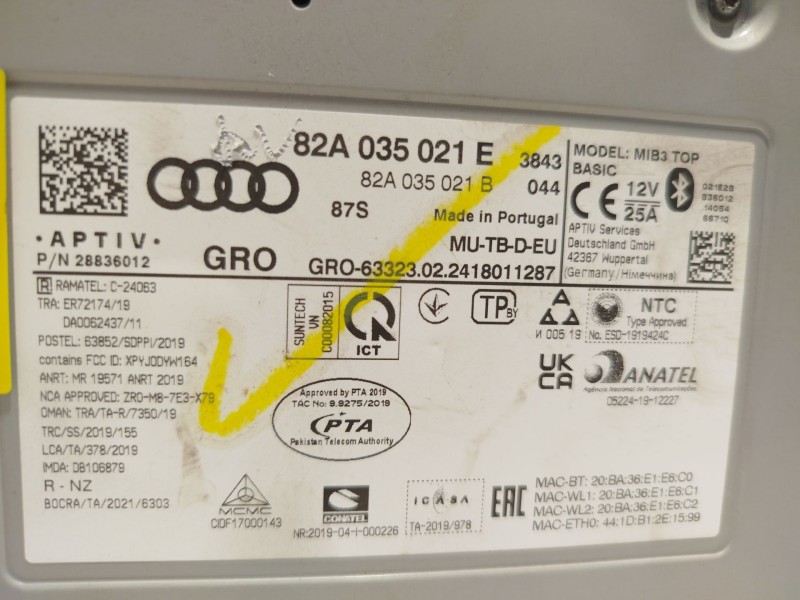 82A 035 021 E 3843
82A 035 021 B 044
87S
Made in Portugal
MU-TB-D-EU
• APTIV •
P/N 28836012
GRO
GRO-63323.02.2418011287
MODEL: MIB3 TOP
BASIC
CE 12V
25A
021E28
836012
14054
66710
APTIV Services
Deutschland GmbH
42367 Wuppertal
(Germany / Німеччина)
R RAMATEL: C-24063
TRA: ER72174/19
DA0062437/11
POSTEL: 63852/SDPPI/2019
contains FCC ID: XPYJODYW164
ANRT: MR 19571 ANRT 2019
NCA APPROVED: ZRO-M8-7E3-X79
OMAN: TRA/TA-R/7350/19
TRC/SS/2019/155
LCA/TA/378/2019
IMDA: DB106879
R - NZ
BOCRA/TA/2021/6303
SUNTECH
VN
C00082015
ICT
TP BY
И 005 19
NTC
Type Approved
No. ESD-1919424C
UK
CA
ANATEL
Agência Nacional de Telecomunicações
05224-19-12227
Approved by PTA 2019
TAC No: 9.9275/2019
PTA
Pakistan Telecom Authority
MCMC
CIDF17000143
CONATEL
NR:2019-04-I-000226
ICASA
TA-2019/978
EAC
MAC-BT: 20:BA:36:E1:E6:C0
MAC-WL1: 20:BA:36:E1:E6:C1
MAC-WL2: 20:BA:36:E1:E6:C2
MAC-ETH0: 44:1D:B1:2E:15:99